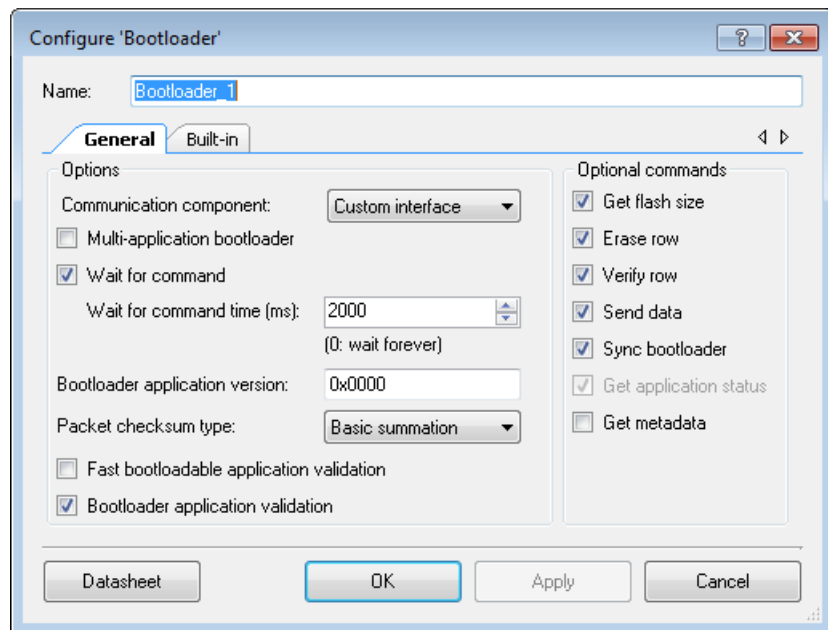 Configure 'Bootloader'
Name: Bootloader_1
General Built-in
Options
Communication component: Custom interface
Multi-application bootloader
Wait for command
Wait for command time (ms): 2000
(0: wait forever)
Bootloader application version: 0x0000
Packet checksum type: Basic summation
Fast bootloadable application validation
Bootloader application validation
Optional commands
Get flash size
Erase row
Verify row
Send data
Sync bootloader
Get application status
Get metadata
Datasheet OK Apply Cancel